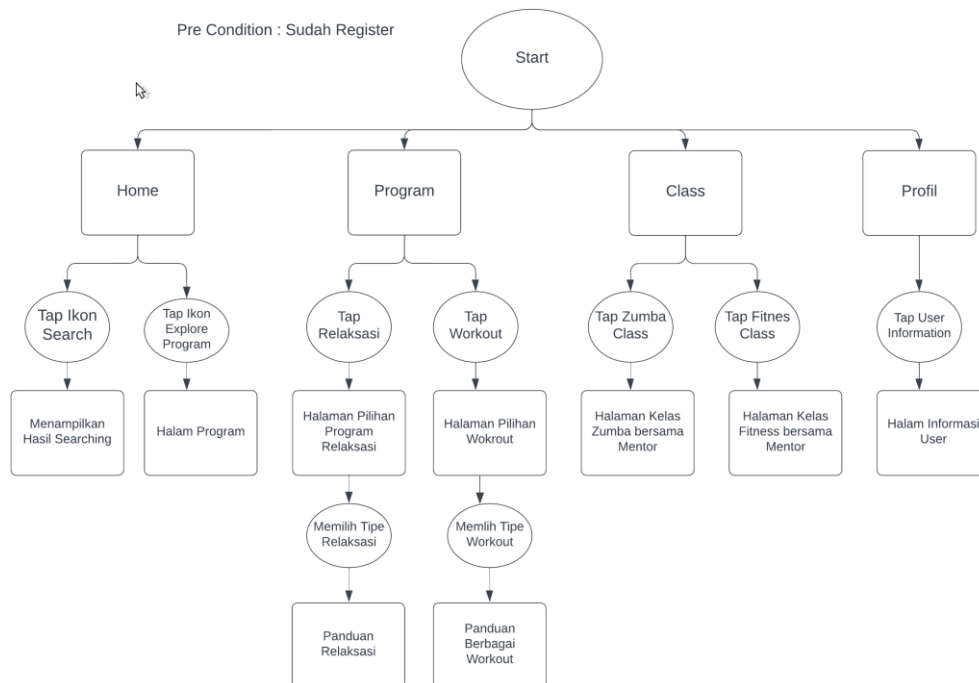 Pre Condition : Sudah Register
Start
Home
Program
Class
Profil
Tap Ikon
Search
Tap Ikon
Explore
Program
Tap
Relaksasi
Tap
Workout
Tap Zumba
Class
Tap Fitnes
Class
Tap User
Information
Menampilkan
Hasil Searching
Halam Program
Halaman Pilihan
Program
Relaksasi
Halaman Pilihan
Wokrout
Halaman Kelas
Zumba bersama
Mentor
Halaman Kelas
Fitness bersama
Mentor
Halam Informasi
User
Memilih Tipe
Relaksasi
Memlih Tipe
Workout
Panduan
Relaksasi
Panduan
Berbagai
Workout